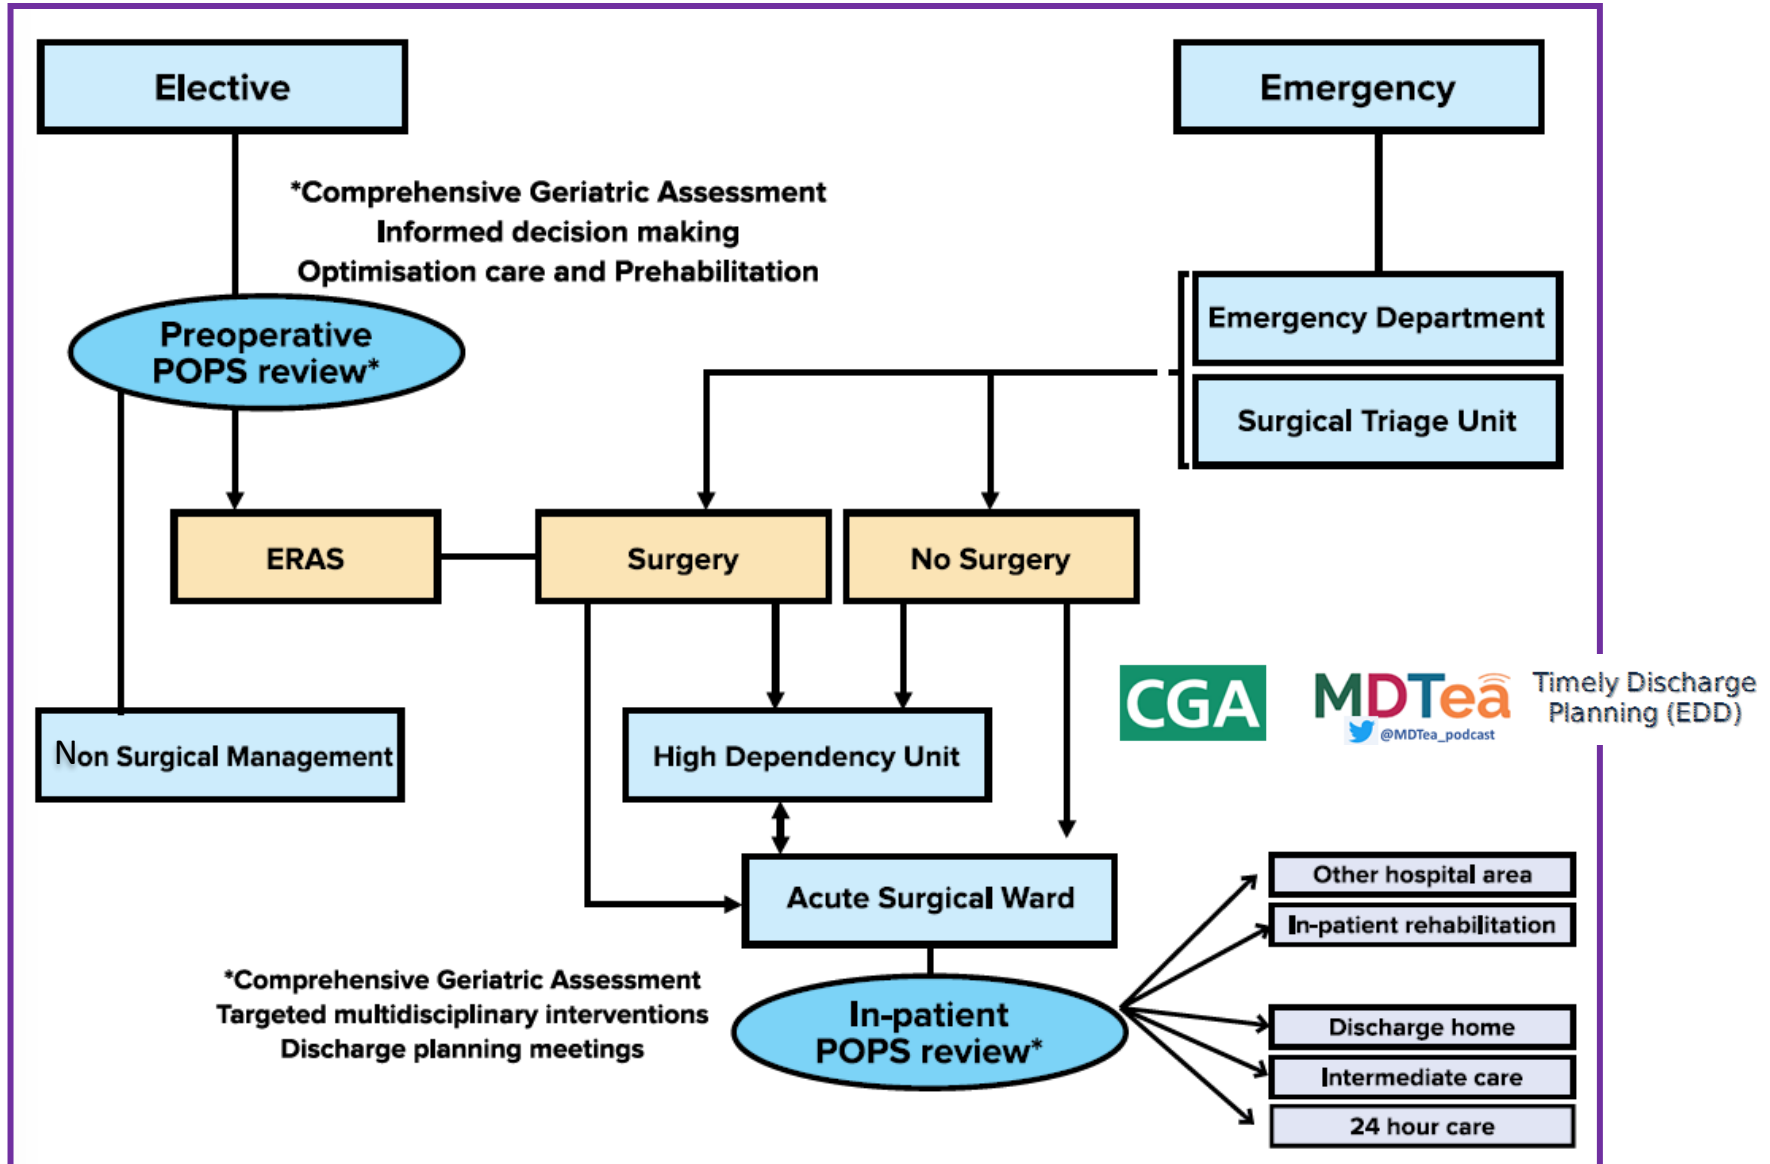 Elective
Emergency
*Comprehensive Geriatric Assessment
Informed decision making
Optimisation care and Prehabilitation
Preoperative
POPS review*
Emergency Department
Surgical Triage Unit
ERAS
Surgery
No Surgery
Non Surgical Management
High Dependency Unit
CGA
MDTea
@MDTea_podcast
Timely Discharge
Planning (EDD)
Acute Surgical Ward
Other hospital area
In-patient rehabilitation
*Comprehensive Geriatric Assessment
Targeted multidisciplinary interventions
Discharge planning meetings
In-patient
POPS review*
Discharge home
Intermediate care
24 hour care